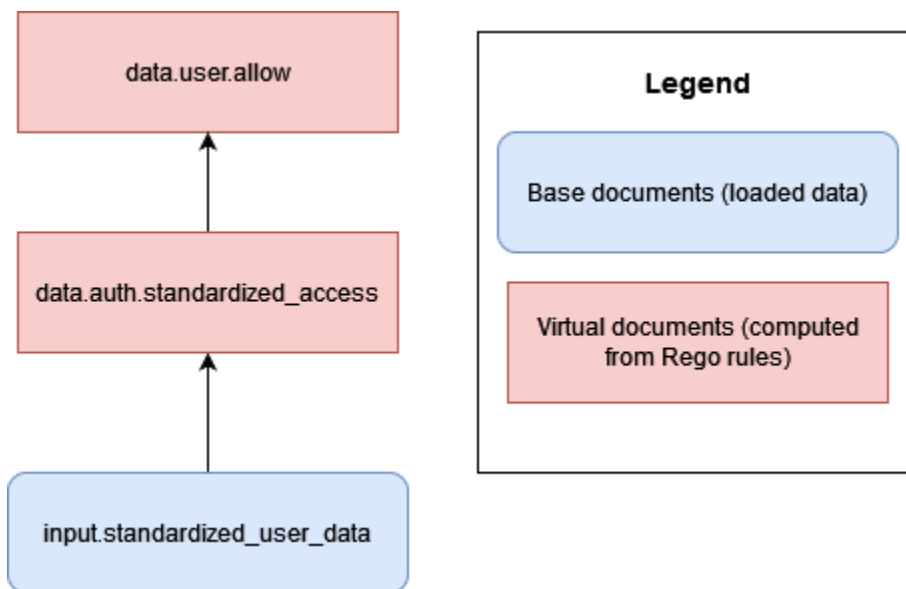 data.user.allow
data.auth.standardized_access
input.standardized_user_data
Legend
Base documents (loaded data)
Virtual documents (computed
from Rego rules)